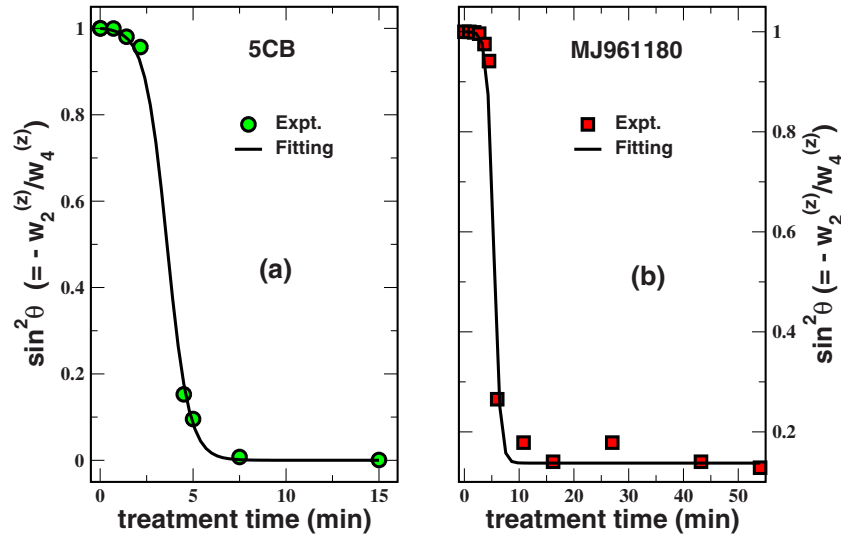 5CB
Expt.
Fitting
(a)
1
0.8
0.6
0.4
0.2
0
0 5 10 15
treatment time (min)
sin²θ (= - w₂⁽ᶻ⁾/w₄⁽ᶻ⁾)
MJ961180
Expt.
Fitting
(b)
1
0.8
0.6
0.4
0.2
0 10 20 30 40 50
treatment time (min)
sin²θ (= - w₂⁽ᶻ⁾/w₄⁽ᶻ⁾)